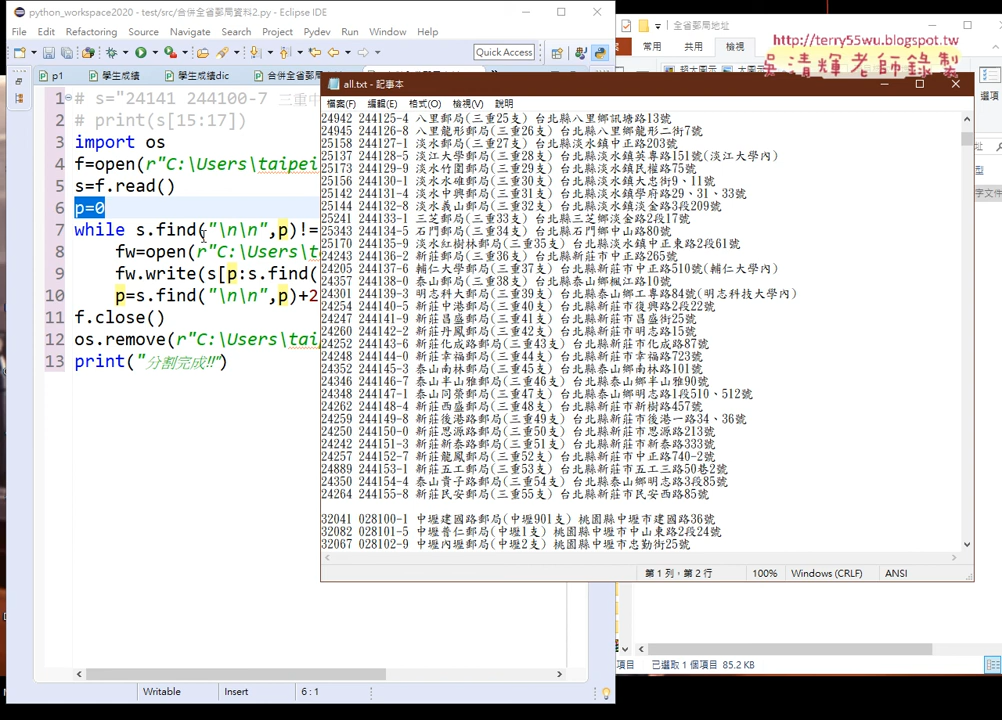 python_workspace2020 - test/src/合併全省郵局資料2.py - Eclipse IDE
File Edit Refactoring Source Navigate Search Project Pydev Run Window Help
Quick Access
p1 學生成績 學生成績dic 合併全省郵局
1 # s="24141 244100-7 三重中
2 # print(s[15:17])
3 import os
4 f=open(r"C:\Users\taipei
5 s=f.read()
6 p=0
7 while s.find("\n\n",p)!=
8 fw=open(r"C:\Users\t
9 fw.write(s[p:s.find(
10 p=s.find("\n\n",p)+2
11 f.close()
12 os.remove(r"C:\Users\tai
13 print("分割完成!!")
Writable Insert 6 : 1
全省郵局地址
常用 共用 檢視
http://terry55wu.blogspot.tw
吳清輝老師錄製
選項
all.txt - 記事本
檔案(F) 編輯(E) 格式(O) 檢視(V) 說明
24942 244125-4 八里郵局(三重25支) 台北縣八里鄉訊塘路13號
24945 244126-8 八里龍形郵局(三重26支) 台北縣八里鄉龍形二街7號
25158 244127-1 淡水郵局(三重27支) 台北縣淡水鎮中正路203號
25137 244128-5 淡江大學郵局(三重28支) 台北縣淡水鎮英專路151號(淡江大學內)
25173 244129-9 淡水竹圍郵局(三重29支) 台北縣淡水鎮民權路75號
25156 244130-1 淡水水碓郵局(三重30支) 台北縣淡水鎮大忠街9、11號
25142 244131-4 淡水中興郵局(三重31支) 台北縣淡水鎮學府路29、31、33號
25144 244132-8 淡水崁頂郵局(三重32支) 台北縣淡水鎮淡金路3段209號
25241 244133-1 三芝郵局(三重33支) 台北縣三芝鄉淡金路2段17號
25343 244134-5 石門郵局(三重34支) 台北縣石門鄉中山路80號
25170 244135-9 淡水紅樹林郵局(三重35支) 台北縣淡水鎮中正東路2段61號
24243 244136-2 新莊郵局(三重36支) 台北縣新莊市中正路265號
24205 244137-6 輔仁大學郵局(三重37支) 台北縣新莊市中正路510號(輔仁大學內)
24357 244138-0 泰山郵局(三重38支) 台北縣泰山鄉楓江路10號
24301 244139-3 明志科大郵局(三重39支) 台北縣泰山鄉工專路84號(明志科技大學內)
24254 244140-5 新莊中港郵局(三重40支) 台北縣新莊市復興路2段22號
24247 244141-9 新莊昌盛郵局(三重41支) 台北縣新莊市昌盛街25號
24260 244142-2 新莊丹鳳郵局(三重42支) 台北縣新莊市明志路15號
24252 244143-6 新莊化成路郵局(三重43支) 台北縣新莊市化成路87號
24248 244144-0 新莊幸福郵局(三重44支) 台北縣新莊市幸福路723號
24352 244145-3 泰山南林郵局(三重45支) 台北縣泰山鄉南林路101號
24346 244146-7 泰山半山雅郵局(三重46支) 台北縣泰山鄉半山雅90號
24348 244147-1 泰山同榮郵局(三重47支) 台北縣泰山鄉明志路1段510、512號
24262 244148-4 新莊西盛郵局(三重48支) 台北縣新莊市新樹路457號
24259 244149-8 新莊後港路郵局(三重49支) 台北縣新莊市後港一路34、36號
24250 244150-0 新莊思源路郵局(三重50支) 台北縣新莊市思源路213號
24242 244151-3 新莊新泰路郵局(三重51支) 台北縣新莊市新泰路333號
24257 244152-7 新莊龍鳳郵局(三重52支) 台北縣新莊市中正路740-2號
24889 244153-1 新莊五工郵局(三重53支) 台北縣新莊市五工三路50巷2號
24350 244154-4 泰山貴子路郵局(三重54支) 台北縣泰山鄉明志路3段85號
24264 244155-8 新莊民安郵局(三重55支) 台北縣新莊市民安西路85號
32041 028100-1 中壢建國路郵局(中壢901支) 桃園縣中壢市建國路36號
32082 028101-5 中壢普仁郵局(中壢1支) 桃園縣中壢市中山東路2段24號
32067 028102-9 中壢內壢郵局(中壢2支) 桃園縣中壢市忠勤街25號
第 1 列，第 2 行 100% Windows (CRLF) ANSI
項目 已選取 1 個項目 85.2 KB